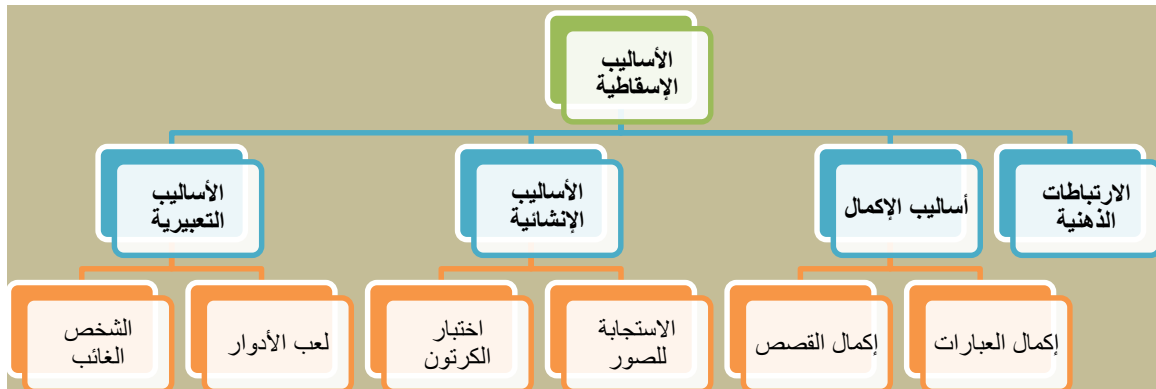 الأساليب
الإسقاطية
الارتباطات
الذهنية
أساليب الإكمال
الأساليب
الإنشائية
الأساليب
التعبيرية
إكمال العبارات
إكمال القصص
الاستجابة
للصور
اختبار
الكرتون
لعب الأدوار
الشخص
الغائب